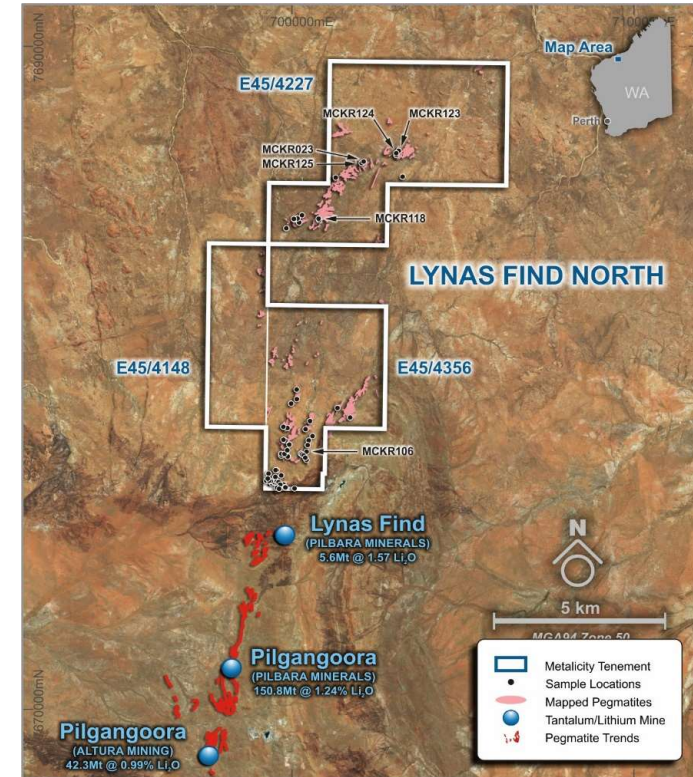 700000mE
710000mE
7690000mN
Map Area
WA
Perth
E45/4227
MCKR124
MCKR123
MCKR023
MCKR125
MCKR118
LYNAS FIND NORTH
E45/4148
E45/4356
MCKR106
Lynas Find
(PILBARA MINERALS)
5.6Mt @ 1.57 Li₂O
N
5 km
MGA94 Zone 50
Pilgangoora
(PILBARA MINERALS)
150.8Mt @ 1.24% Li₂O
7670000mN
Pilgangoora
(ALTURA MINING)
42.3Mt @ 0.99% Li₂O
Metalicity Tenement
Sample Locations
Mapped Pegmatites
Tantalum/Lithium Mine
Pegmatite Trends